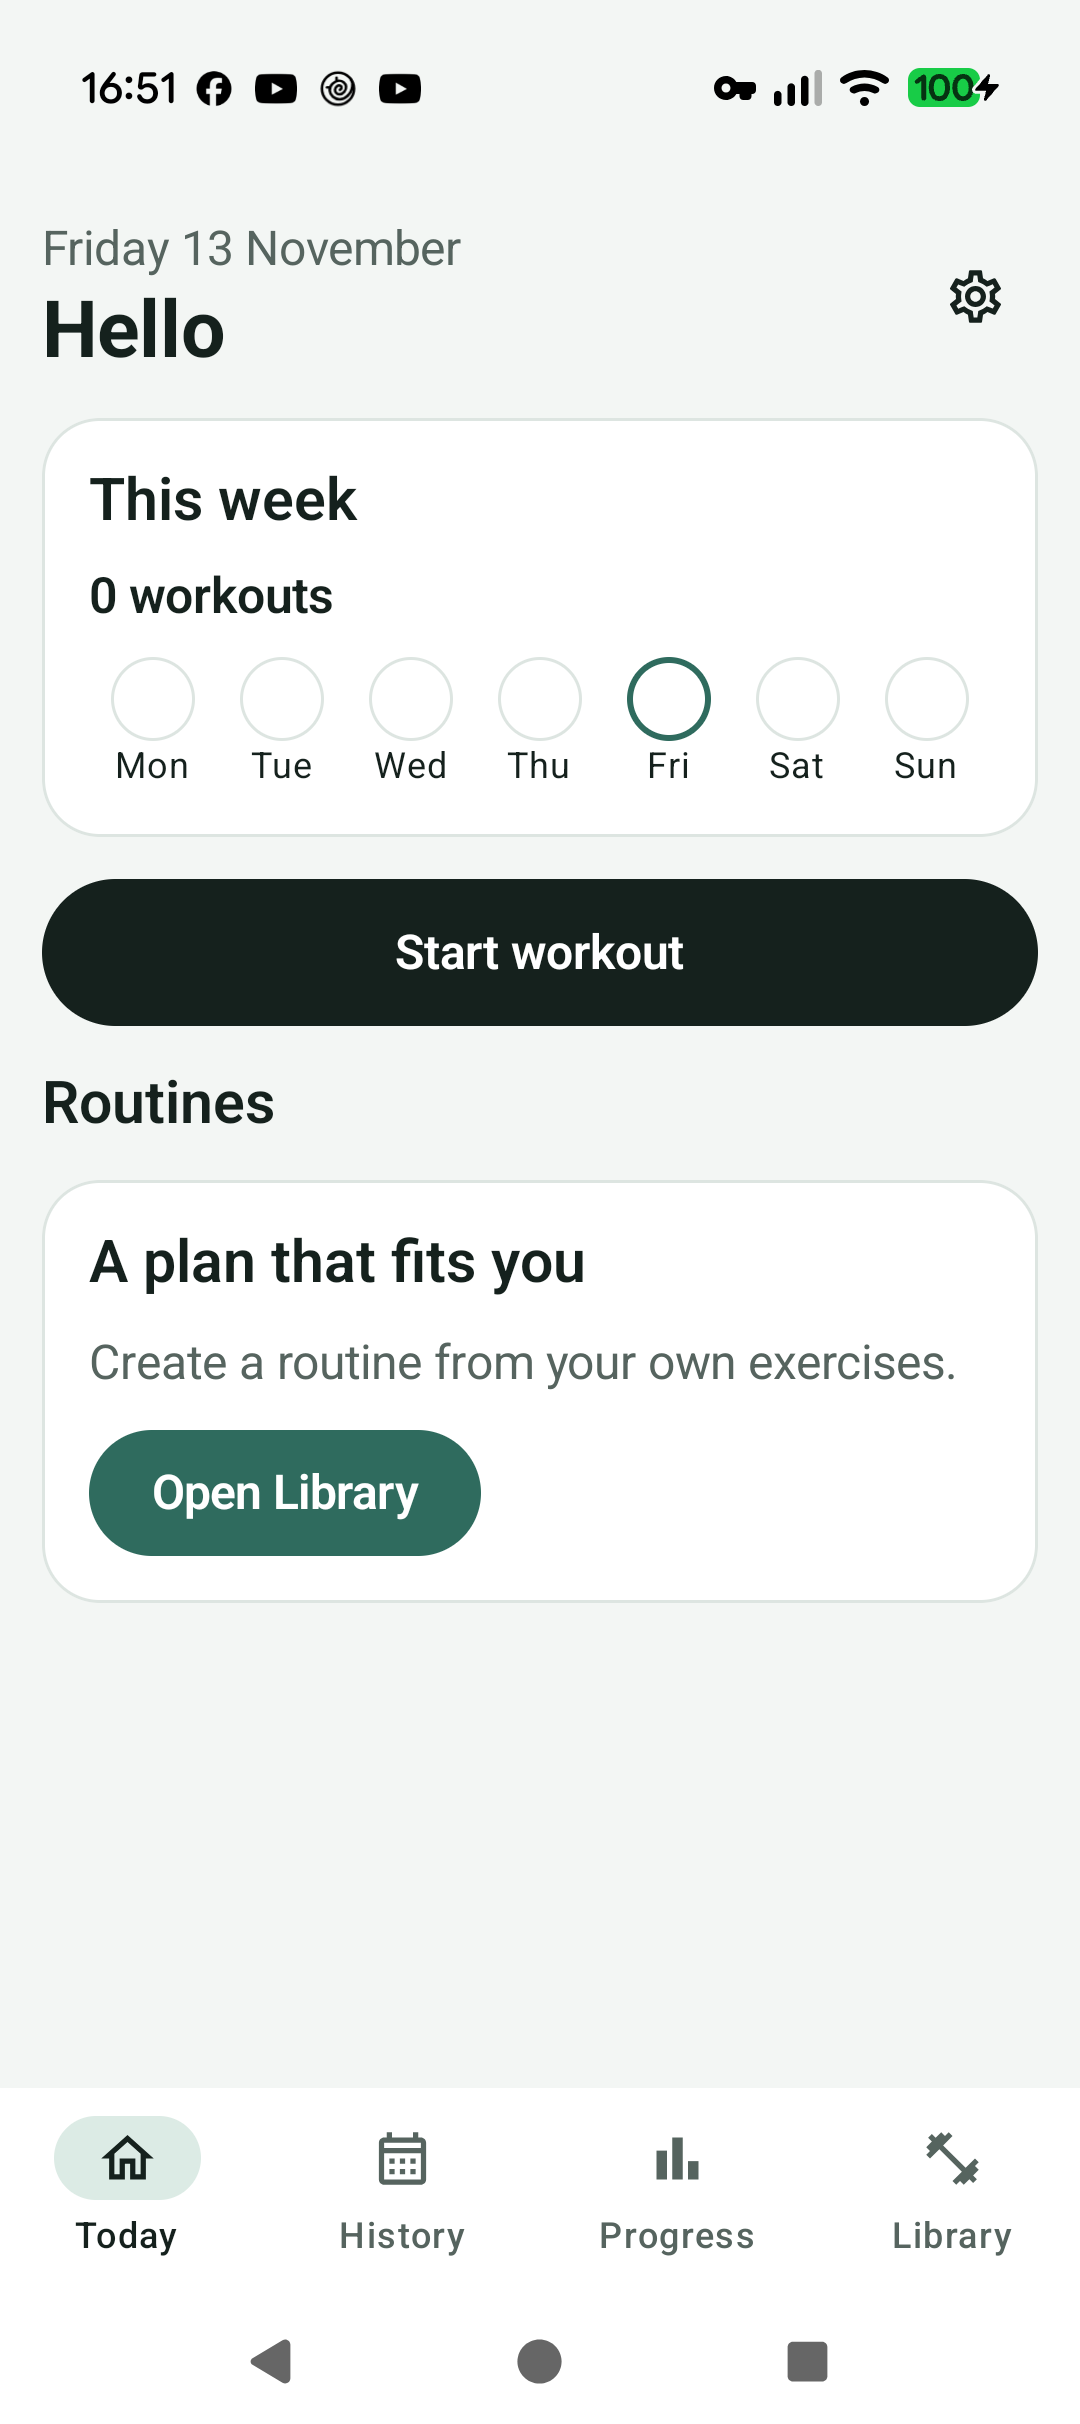 16:51
100
Friday 13 November
Hello
This week
0 workouts
Mon Tue Wed Thu Fri Sat Sun
Start workout
Routines
A plan that fits you
Create a routine from your own exercises.
Open Library
Today History Progress Library